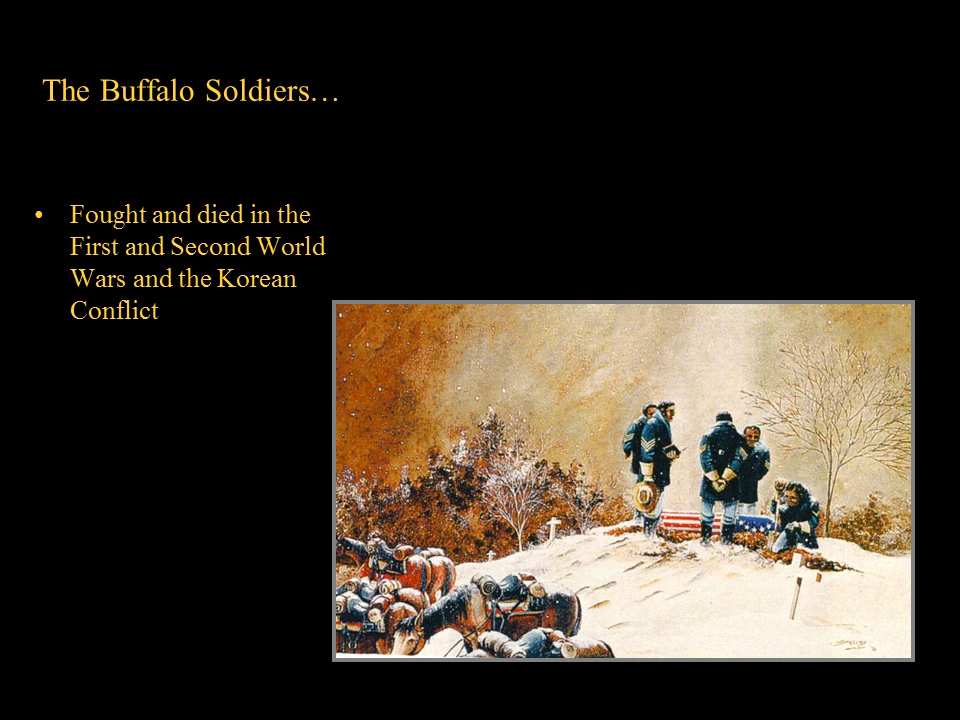 The Buffalo Soldiers…
• Fought and died in the
First and Second World
Wars and the Korean
Conflict